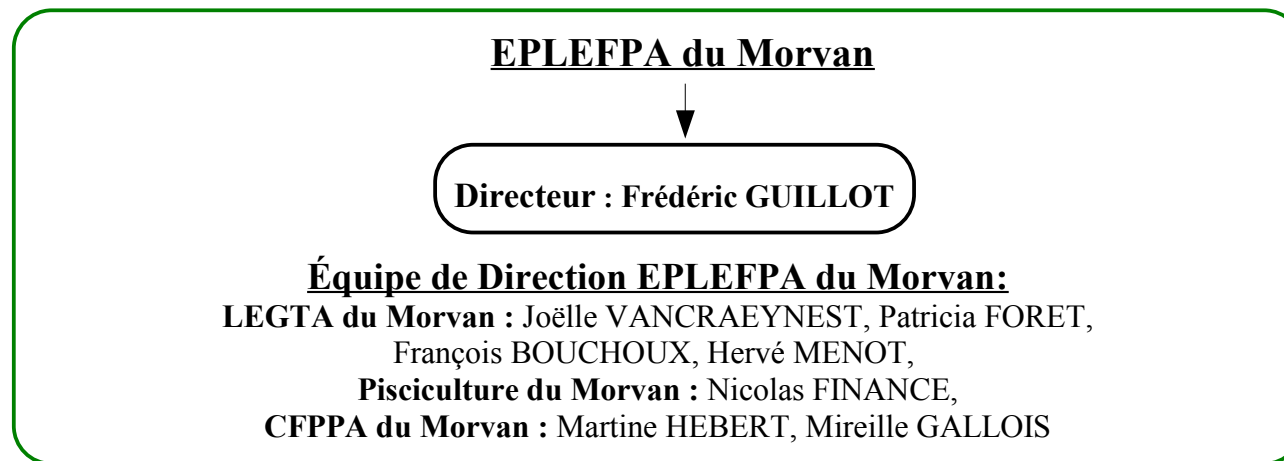 EPLEFPA du Morvan
Directeur : Frédéric GUILLOT
Équipe de Direction EPLEFPA du Morvan:
LEGTA du Morvan : Joëlle VANCRAEYNEST, Patricia FORET,
François BOUCHOUX, Hervé MENOT,
Pisciculture du Morvan : Nicolas FINANCE,
CFPPA du Morvan : Martine HEBERT, Mireille GALLOIS